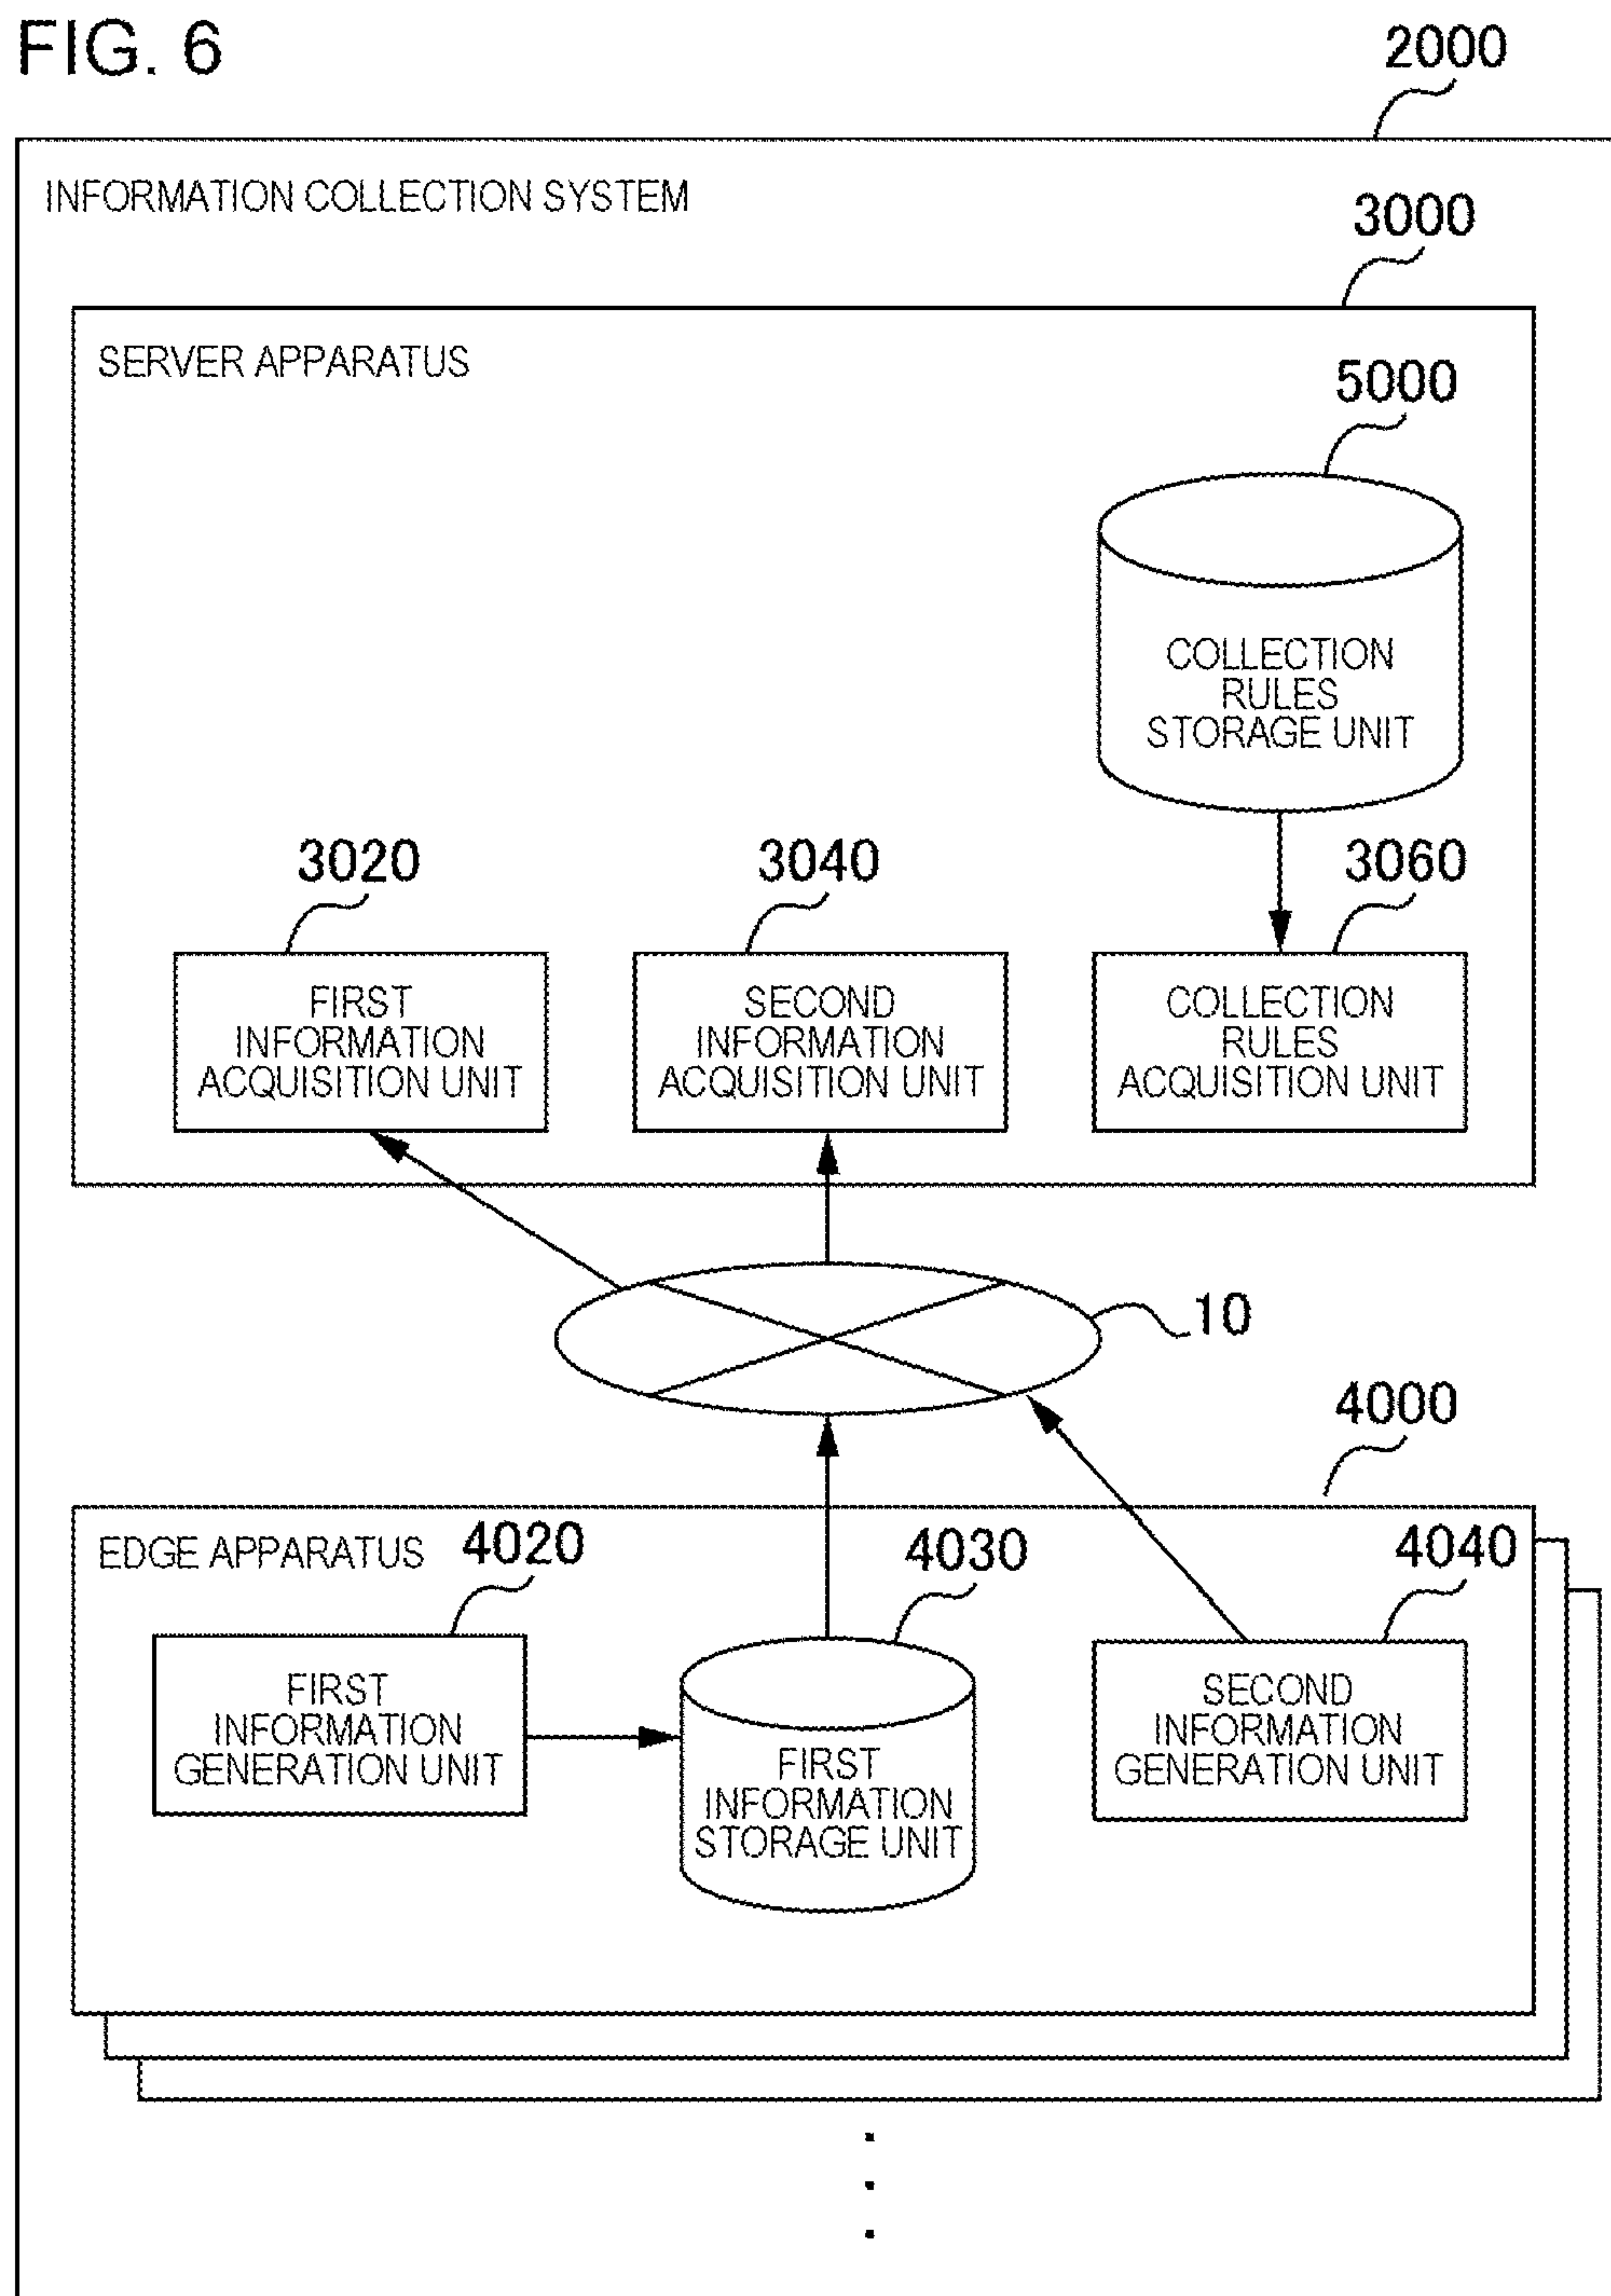 FIG. 6
2000
INFORMATION COLLECTION SYSTEM
3000
SERVER APPARATUS
5000
COLLECTION
RULES
STORAGE UNIT
3020
3040
3060
FIRST
INFORMATION
ACQUISITION UNIT
SECOND
INFORMATION
ACQUISITION UNIT
COLLECTION
RULES
ACQUISITION UNIT
10
4000
EDGE APPARATUS
4020
4030
4040
FIRST
INFORMATION
GENERATION UNIT
FIRST
INFORMATION
STORAGE UNIT
SECOND
INFORMATION
GENERATION UNIT